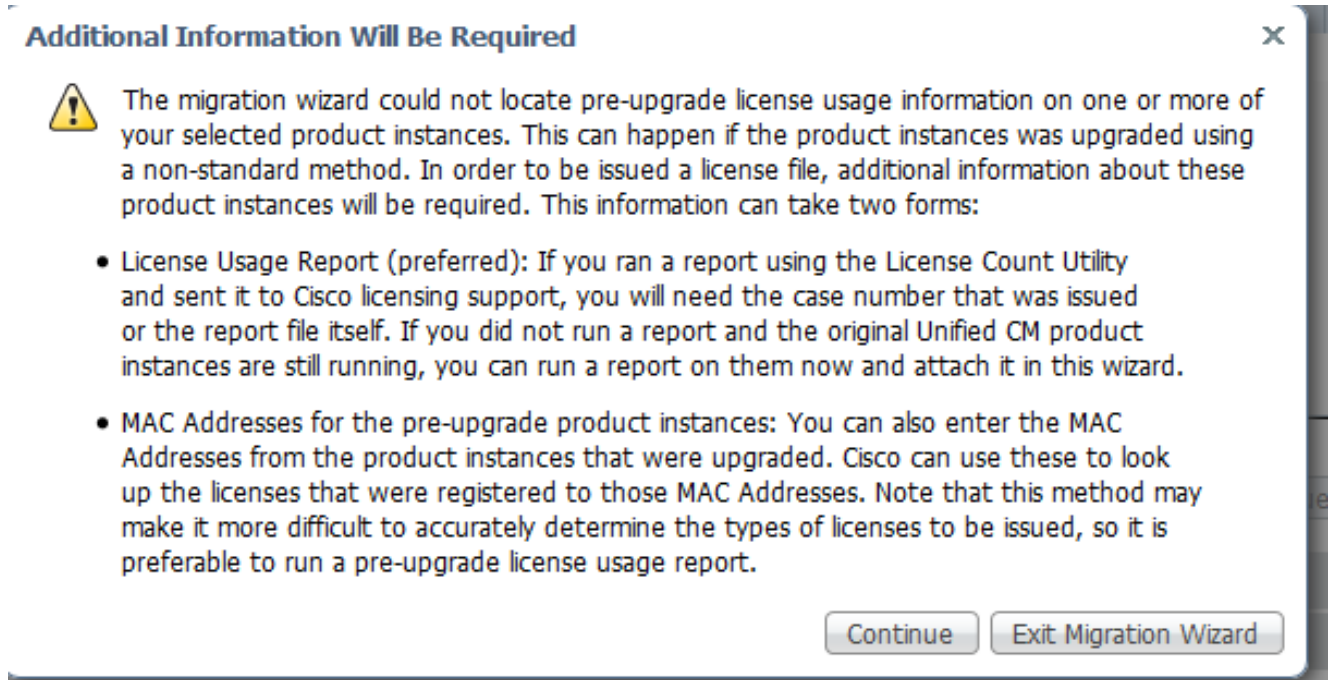 Additional Information Will Be Required
The migration wizard could not locate pre-upgrade license usage information on one or more of
your selected product instances. This can happen if the product instances was upgraded using
a non-standard method. In order to be issued a license file, additional information about these
product instances will be required. This information can take two forms:
• License Usage Report (preferred): If you ran a report using the License Count Utility
and sent it to Cisco licensing support, you will need the case number that was issued
or the report file itself. If you did not run a report and the original Unified CM product
instances are still running, you can run a report on them now and attach it in this wizard.
• MAC Addresses for the pre-upgrade product instances: You can also enter the MAC
Addresses from the product instances that were upgraded. Cisco can use these to look
up the licenses that were registered to those MAC Addresses. Note that this method may
make it more difficult to accurately determine the types of licenses to be issued, so it is
preferable to run a pre-upgrade license usage report.
Continue Exit Migration Wizard